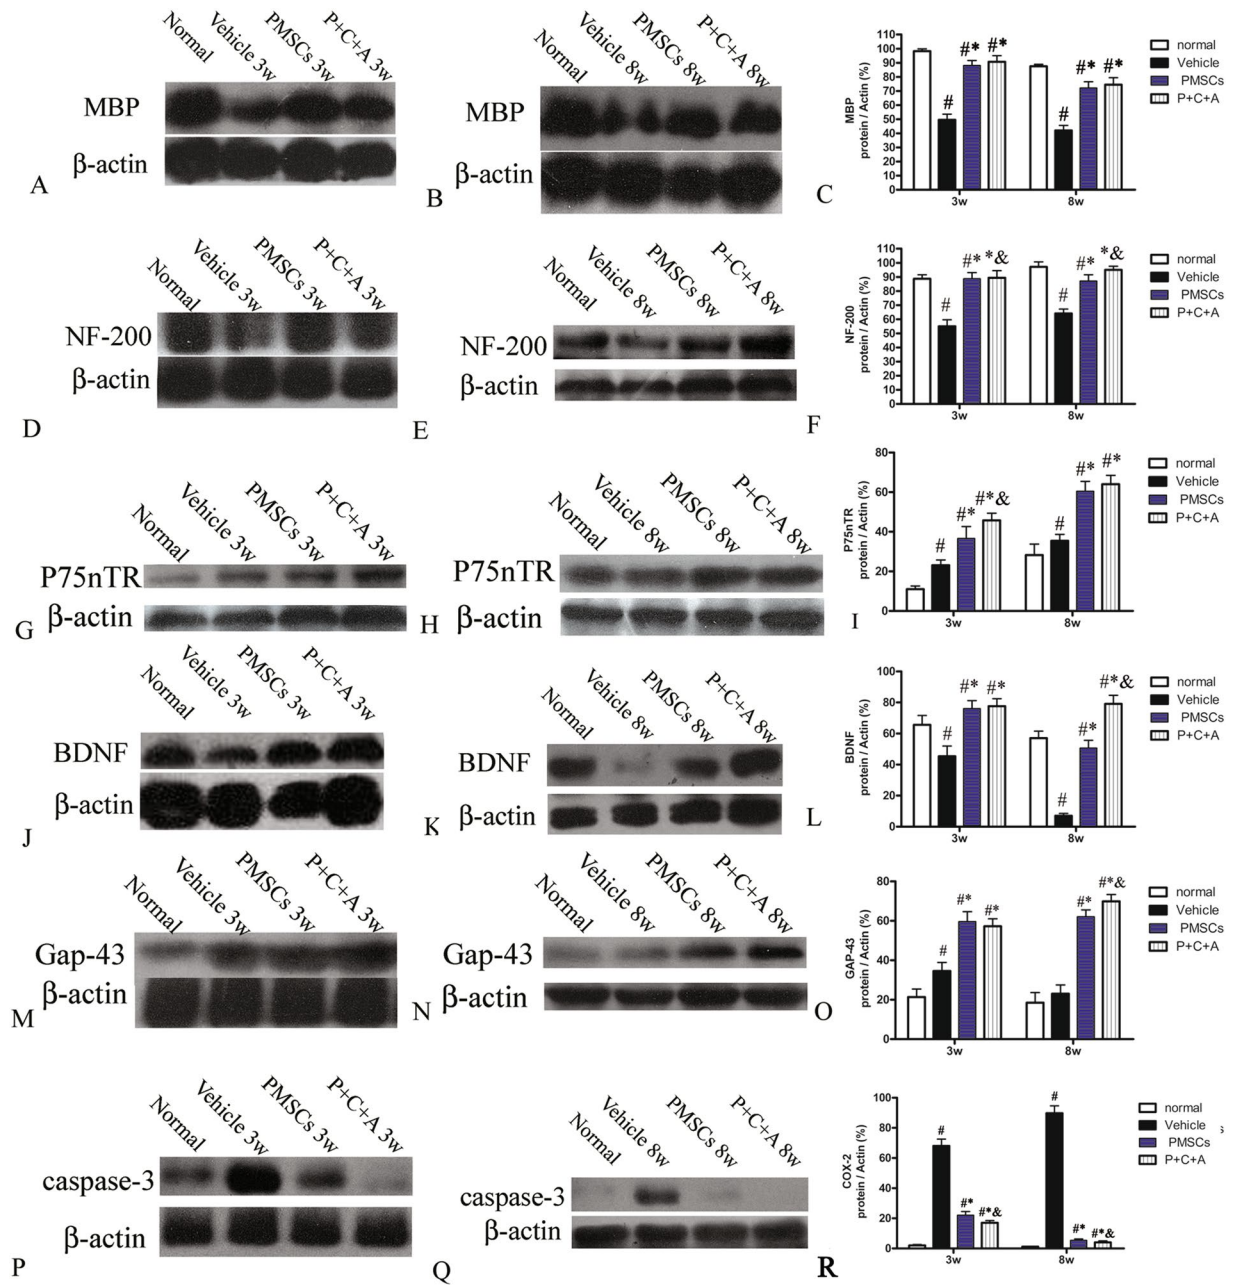 Normal
Vehicle 3w
PMSCs 3w
P+C+A 3w
MBP
β-actin
A
Normal
Vehicle 8w
PMSCs 8w
P+C+A 8w
MBP
β-actin
B
MBP
protein / Actin (%)
110
100
90
80
70
60
50
40
30
20
10
0
#
#*
#*
#
#*
#*
3w
8w
normal
Vehicle
PMSCs
P+C+A
C
Normal
Vehicle 3w
PMSCs 3w
P+C+A 3w
NF-200
β-actin
D
Normal
Vehicle 8w
PMSCs 8w
P+C+A 8w
NF-200
β-actin
E
NF-200
protein / Actin (%)
110
100
90
80
70
60
50
40
30
20
10
0
#
#*
*&
#
#*
*&
3w
8w
normal
Vehicle
PMSCs
P+C+A
F
Normal
Vehicle 3w
PMSCs 3w
P+C+A 3w
P75nTR
β-actin
G
Normal
Vehicle 8w
PMSCs 8w
P+C+A 8w
P75nTR
β-actin
H
P75nTR
protein / Actin (%)
80
60
40
20
0
#
#*
#*&
#
#*
#*
3w
8w
normal
Vehicle
PMSCs
P+C+A
I
Normal
Vehicle 3w
PMSCs 3w
P+C+A 3w
BDNF
β-actin
J
Normal
Vehicle 8w
PMSCs 8w
P+C+A 8w
BDNF
β-actin
K
BDNF
protein / Actin (%)
100
80
60
40
20
0
#
#*
#*
#
#*
#*&
3w
8w
normal
Vehicle
PMSCs
P+C+A
L
Normal
Vehicle 3w
PMSCs 3w
P+C+A 3w
Gap-43
β-actin
M
Normal
Vehicle 8w
PMSCs 8w
P+C+A 8w
Gap-43
β-actin
N
GAP-43
protein / Actin (%)
80
60
40
20
0
#
#*
#*
#*
#*&
3w
8w
normal
Vehicle
PMSCs
P+C+A
O
Normal
Vehicle 3w
PMSCs 3w
P+C+A 3w
caspase-3
β-actin
P
Normal
Vehicle 8w
PMSCs 8w
P+C+A 8w
caspase-3
β-actin
Q
COX-2
protein / Actin (%)
100
80
60
40
20
0
#
#*
#*&
#
#*
#*&
3w
8w
normal
Vehicle
PMSCs
P+C+A
R